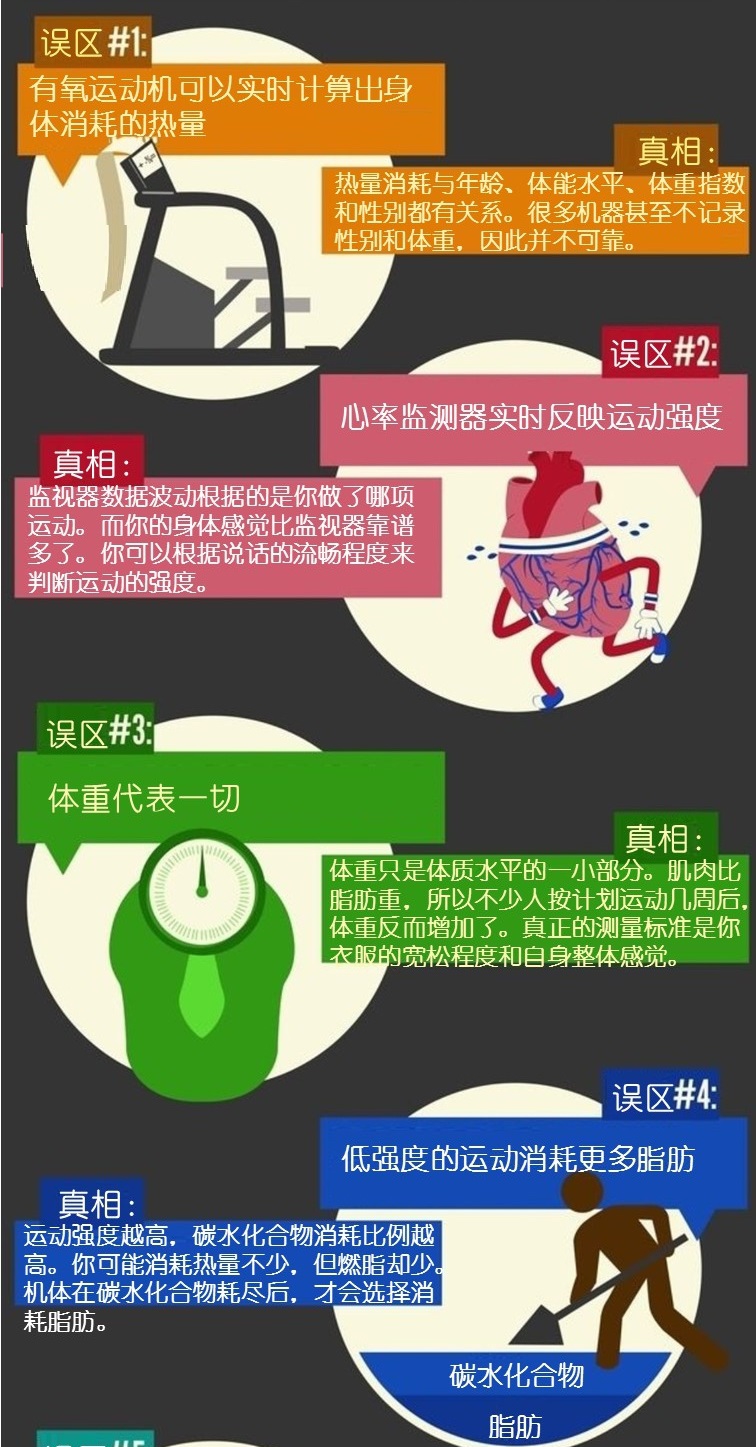 误区#1:
有氧运动机可以实时计算出身
体消耗的热量
真相：
热量消耗与年龄、体能水平、体重指数
和性别都有关系。很多机器甚至不记录
性别和体重，因此并不可靠。
误区#2:
心率监测器实时反映运动强度
真相：
监视器数据波动根据的是你做了哪项
运动。而你的身体感觉比监视器靠谱
多了。你可以根据说话的流畅程度来
判断运动的强度。
误区#3:
体重代表一切
真相：
体重只是体质水平的一小部分。肌肉比
脂肪重，所以不少人按计划运动几周后，
体重反而增加了。真正的测量标准是你
衣服的宽松程度和自身整体感觉。
误区#4:
低强度的运动消耗更多脂肪
真相：
运动强度越高，碳水化合物消耗比例越
高。你可能消耗热量不少，但燃脂却少。
机体在碳水化合物耗尽后，才会选择消
耗脂肪。
碳水化合物
脂肪
误区#5